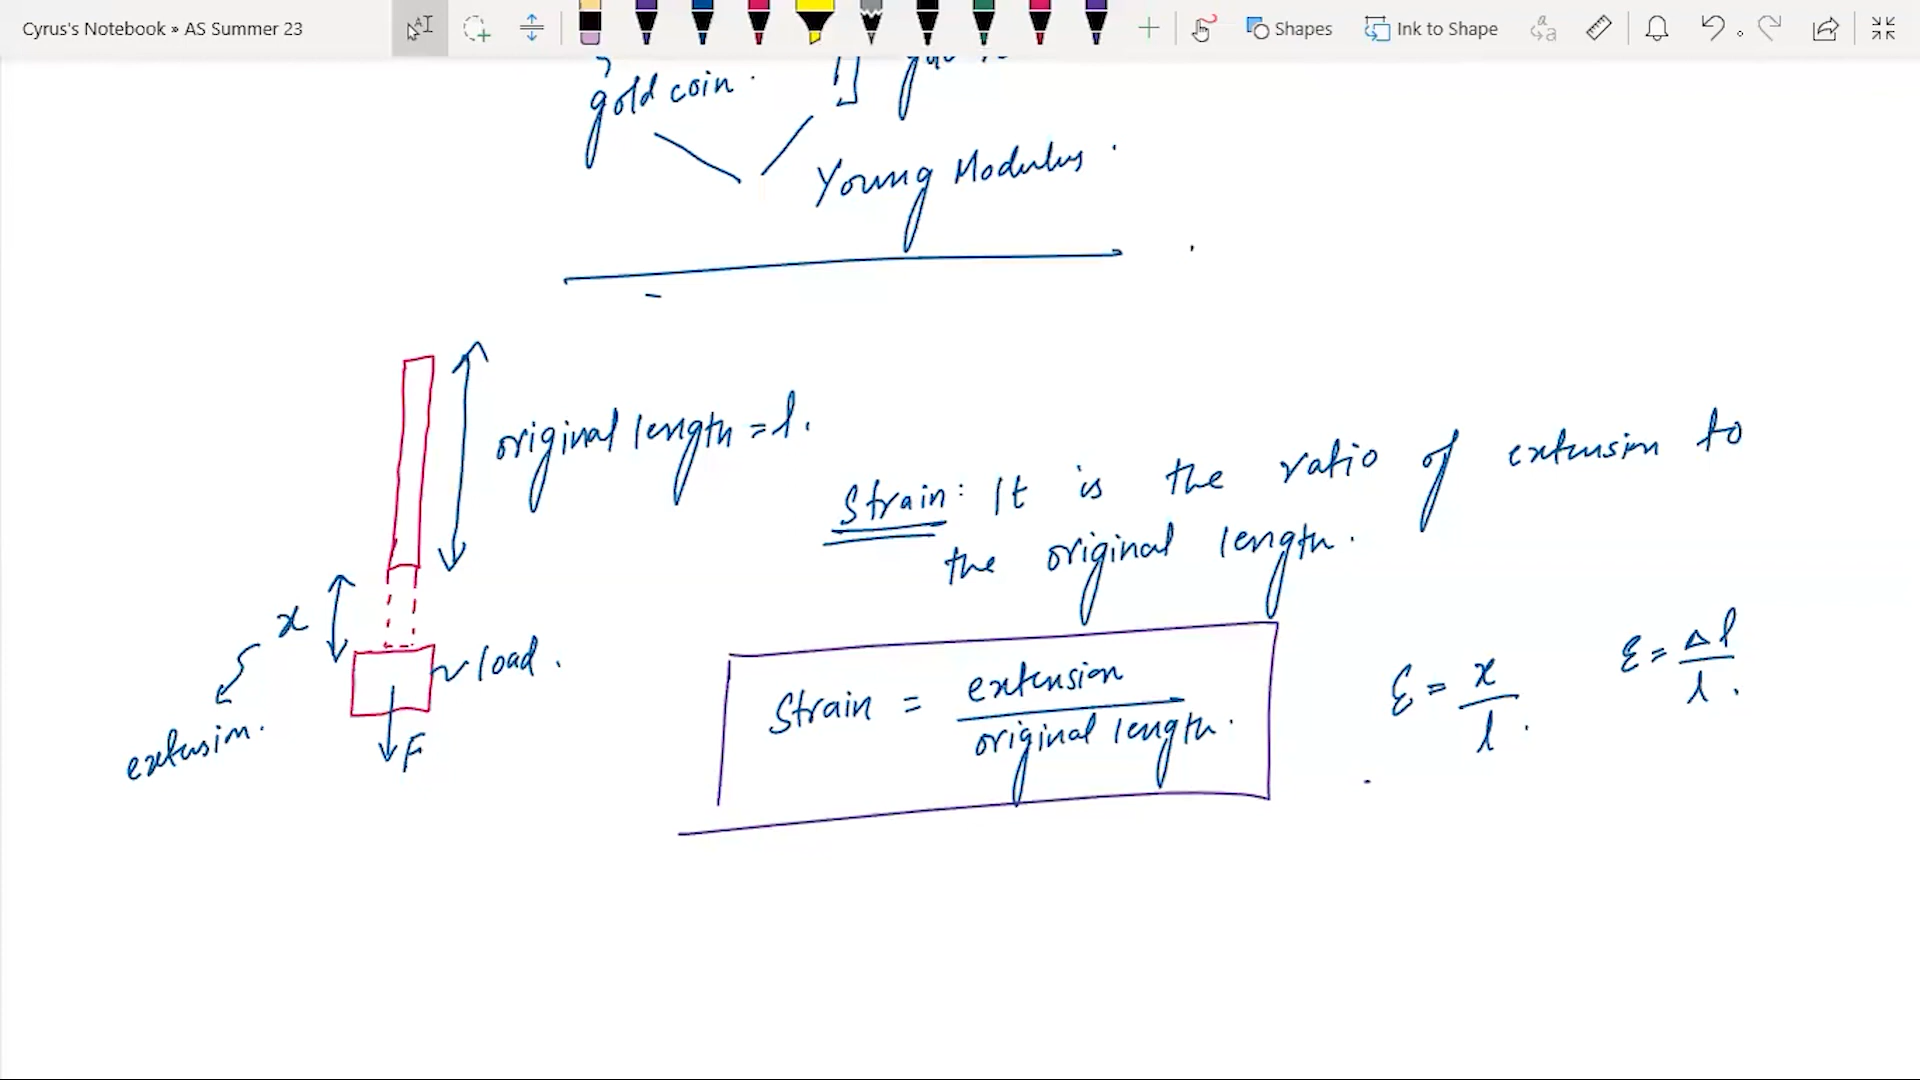 Cyrus's Notebook » AS Summer 23
Shapes
Ink to Shape
gold coin.
Young Modulus.
original length = l.
Strain: It is the ratio of extension to
the original length.
x
load.
extension.
F
Strain = extension / original length.
ε = x / l.
ε = Δl / l.